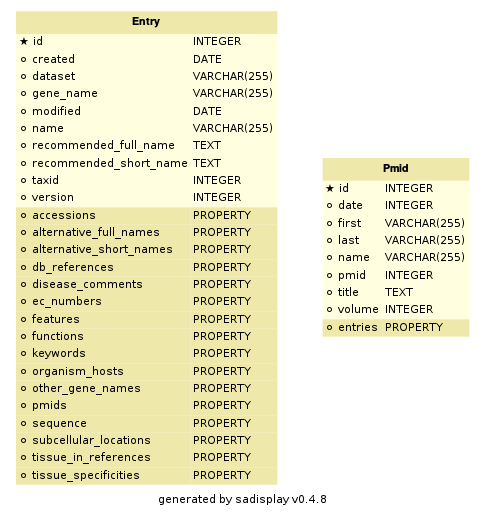 Entry
★ id INTEGER
⚬ created DATE
⚬ dataset VARCHAR(255)
⚬ gene_name VARCHAR(255)
⚬ modified DATE
⚬ name VARCHAR(255)
⚬ recommended_full_name TEXT
⚬ recommended_short_name TEXT
⚬ taxid INTEGER
⚬ version INTEGER
⚬ accessions PROPERTY
⚬ alternative_full_names PROPERTY
⚬ alternative_short_names PROPERTY
⚬ db_references PROPERTY
⚬ disease_comments PROPERTY
⚬ ec_numbers PROPERTY
⚬ features PROPERTY
⚬ functions PROPERTY
⚬ keywords PROPERTY
⚬ organism_hosts PROPERTY
⚬ other_gene_names PROPERTY
⚬ pmids PROPERTY
⚬ sequence PROPERTY
⚬ subcellular_locations PROPERTY
⚬ tissue_in_references PROPERTY
⚬ tissue_specificities PROPERTY
Pmid
★ id INTEGER
⚬ date INTEGER
⚬ first VARCHAR(255)
⚬ last VARCHAR(255)
⚬ name VARCHAR(255)
⚬ pmid INTEGER
⚬ title TEXT
⚬ volume INTEGER
⚬ entries PROPERTY
generated by sadisplay v0.4.8